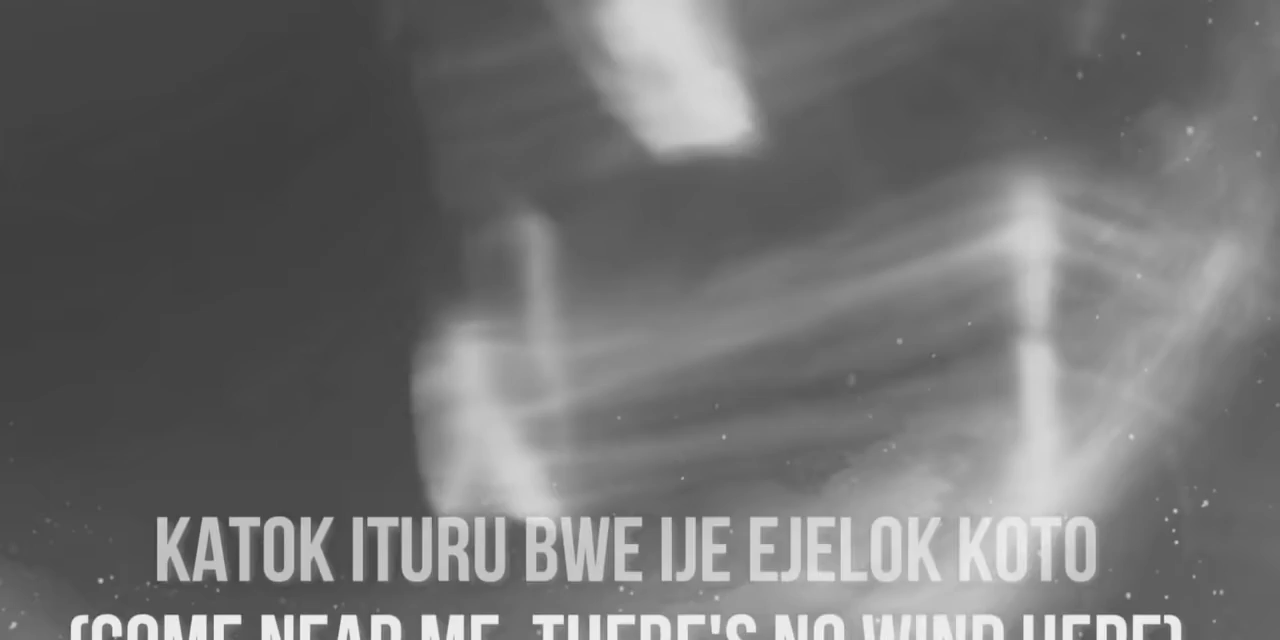 KATOK ITURU BWE IJE EJELOK KOTO
(COME NEAR ME, THERE'S NO WIND HERE)